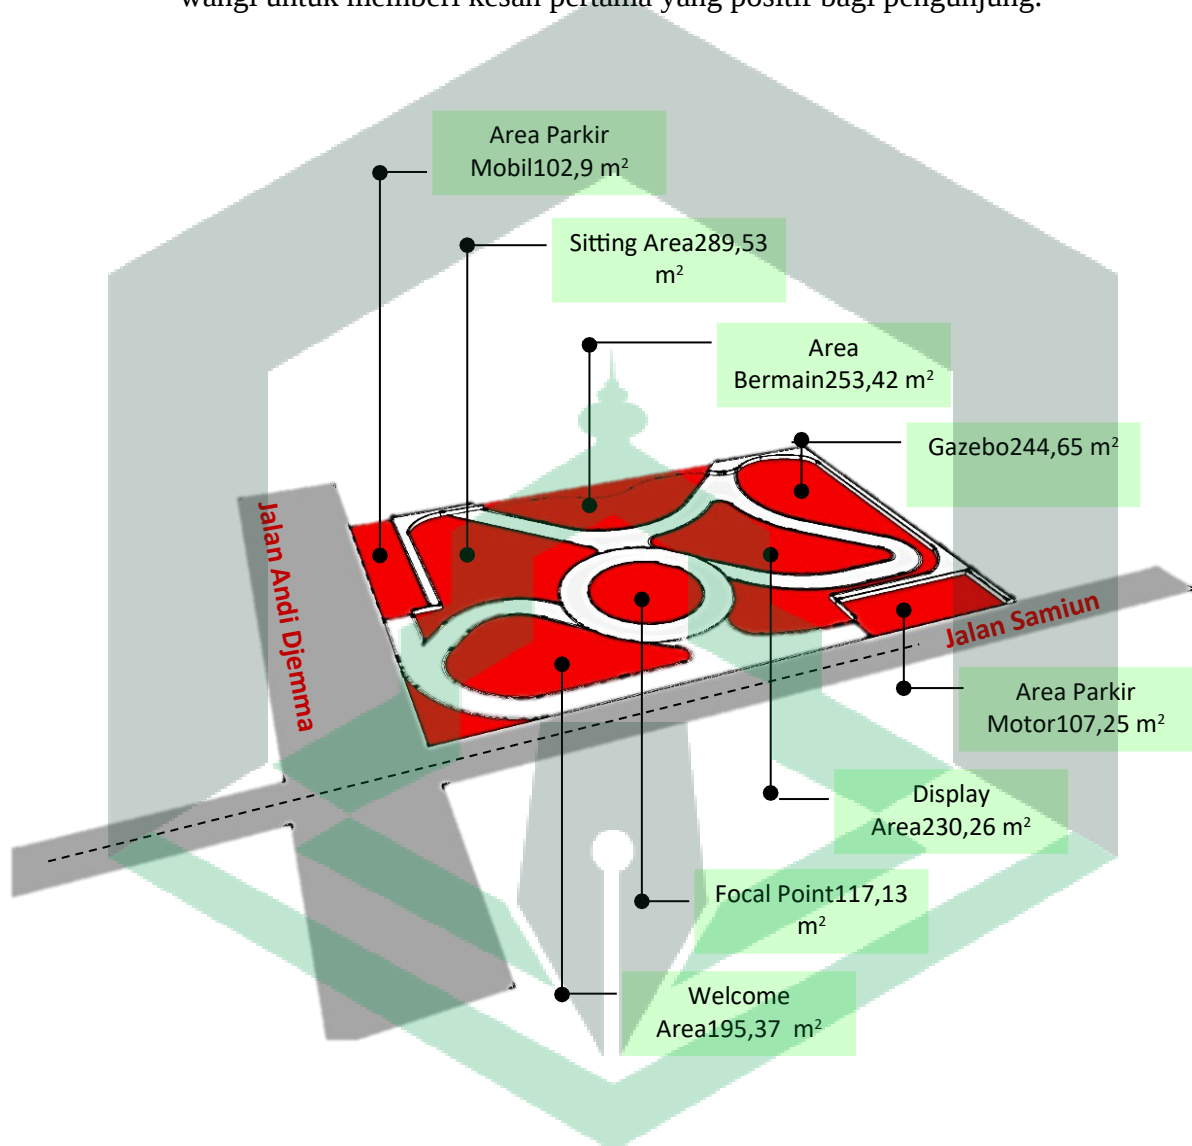 wangi untuk memberi kesan pertama yang positif bagi pengunjung.
Area Parkir
Mobil102,9 m²
Sitting Area289,53
m²
Area
Bermain253,42 m²
Gazebo244,65 m²
Jalan Andi Djemma
Jalan Samiun
Area Parkir
Motor107,25 m²
Display
Area230,26 m²
Focal Point117,13
m²
Welcome
Area195,37 m²